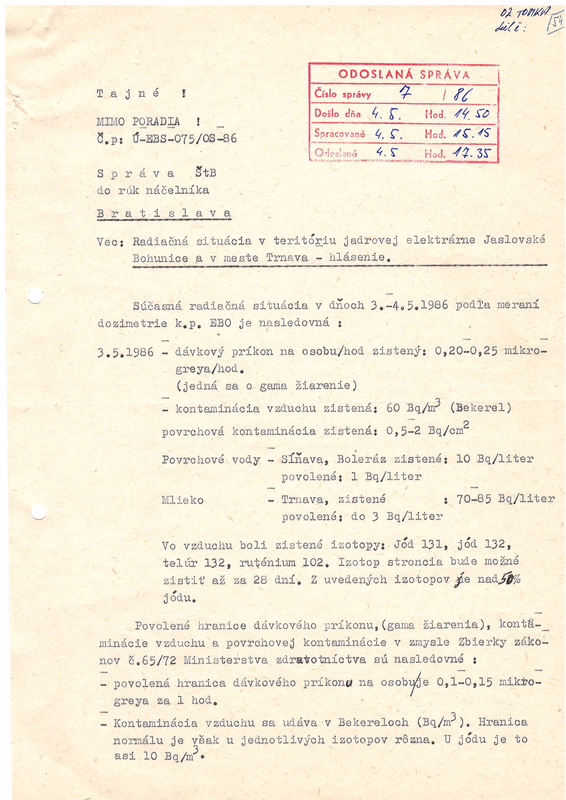 OZ TOMKA
54
ODOSLANÁ SPRÁVA
Číslo správy 7 / 86
Došlo dňa 4.5. Hod. 14.50
Spracované 4.5. Hod. 15.15
Odoslané 4.5 Hod. 17.35
Tajné !
MIMO PORADIA !
Č.p: Ú-EBS-075/OS-86
Správa ŠtB
do rúk náčelníka
Bratislava
Vec: Radiačná situácia v teritóriu jadrovej elektrárne Jaslovské
Bohunice a v meste Trnava - hlásenie.
Súčasná radiačná situácia v dňoch 3.-4.5.1986 podľa meraní
dozimetrie k.p. EBO je nasledovná :
3.5.1986 - dávkový príkon na osobu/hod zistený: 0,20-0,25 mikro-
greya/hod.
(jedná sa o gama žiarenie)
- kontaminácia vzduchu zistená: 60 Bq/m³ (Bekerel)
povrchová kontaminácia zistená: 0,5-2 Bq/cm²
Povrchové vody - Síňava, Boleráz zistené: 10 Bq/liter
povolené: 1 Bq/liter
Mlieko - Trnava, zistené : 70-85 Bq/liter
povolené: do 3 Bq/liter
Vo vzduchu boli zistené izotopy: Jód 131, jód 132,
telúr 132, ruténium 102. Izotop stroncia bude možné
zistiť až za 28 dní. Z uvedených izotopov je nad 50%
jódu.
Povolené hranice dávkového príkonu,(gama žiarenia), kontá-
minácie vzduchu a povrchovej kontaminácie v zmysle Zbierky záko-
nov č.65/72 Ministerstva zdravotníctva sú nasledovné :
- povolená hranica dávkového príkonu na osobu/je 0,1-0,15 mikro-
greya za 1 hod.
- Kontaminácia vzduchu sa udáva v Bekereloch (Bq/m³). Hranica
normálu je však u jednotlivých izotopov rôzna. U jódu je to
asi 10 Bq/m³.